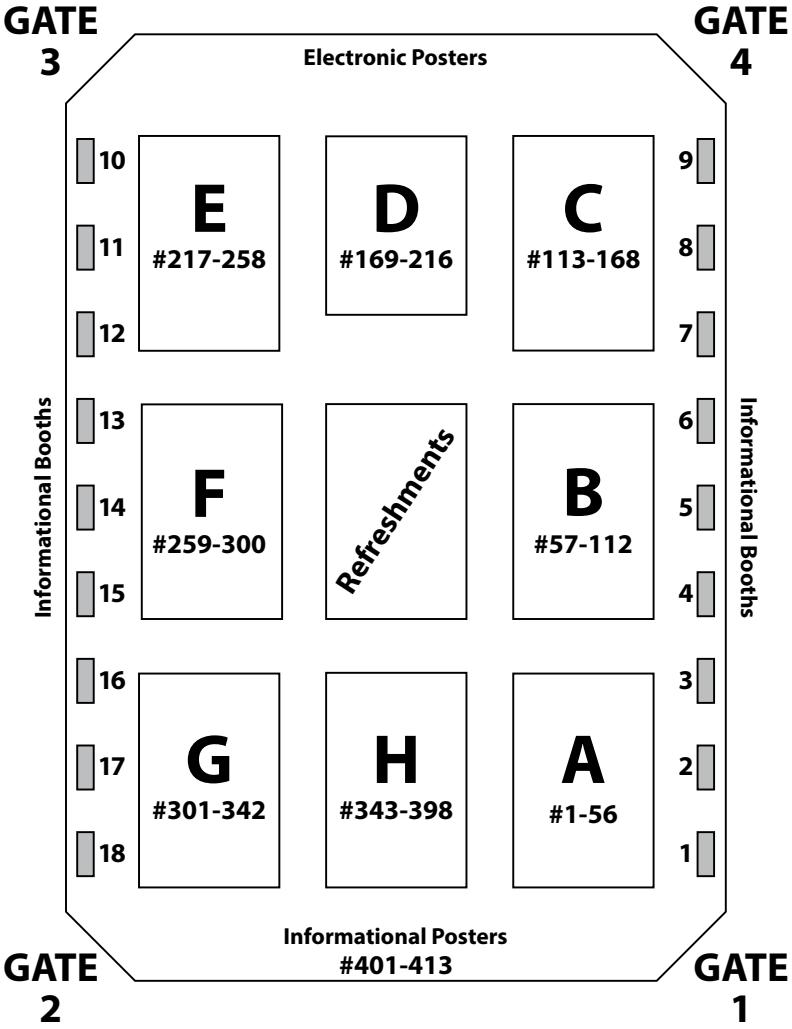 GATE
3
GATE
4
Electronic Posters
10
E
#217-258
D
#169-216
C
#113-168
9
11
8
12
7
Informational Booths
13
14
15
F
#259-300
Refreshments
B
#57-112
6
5
4
Informational Booths
16
17
18
G
#301-342
H
#343-398
A
#1-56
3
2
1
Informational Posters
#401-413
GATE
2
GATE
1